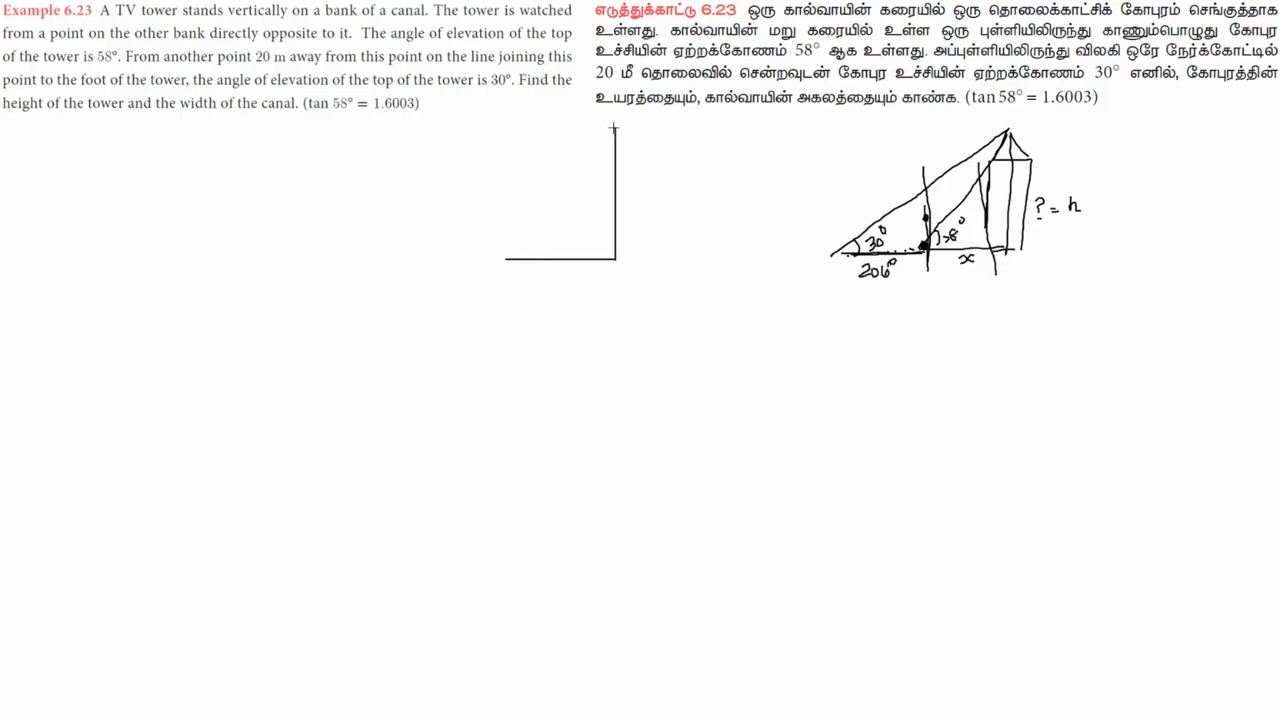 Example 6.23 A TV tower stands vertically on a bank of a canal. The tower is watched
from a point on the other bank directly opposite to it. The angle of elevation of the top
of the tower is 58°. From another point 20 m away from this point on the line joining this
point to the foot of the tower, the angle of elevation of the top of the tower is 30°. Find the
height of the tower and the width of the canal. (tan 58° = 1.6003)
எடுத்துக்காட்டு 6.23 ஒரு கால்வாயின் கரையில் ஒரு தொலைக்காட்சிக் கோபுரம் செங்குத்தாக
உள்ளது. கால்வாயின் மறு கரையில் உள்ள ஒரு புள்ளியிலிருந்து காணும்பொழுது கோபுர
உச்சியின் ஏற்றக்கோணம் 58° ஆக உள்ளது. அப்புள்ளியிலிருந்து விலகி ஒரே நேர்க்கோட்டில்
20 மீ தொலைவில் சென்றவுடன் கோபுர உச்சியின் ஏற்றக்கோணம் 30° எனில், கோபுரத்தின்
உயரத்தையும், கால்வாயின் அகலத்தையும் காண்க. (tan 58° = 1.6003)
? = h
30°
x